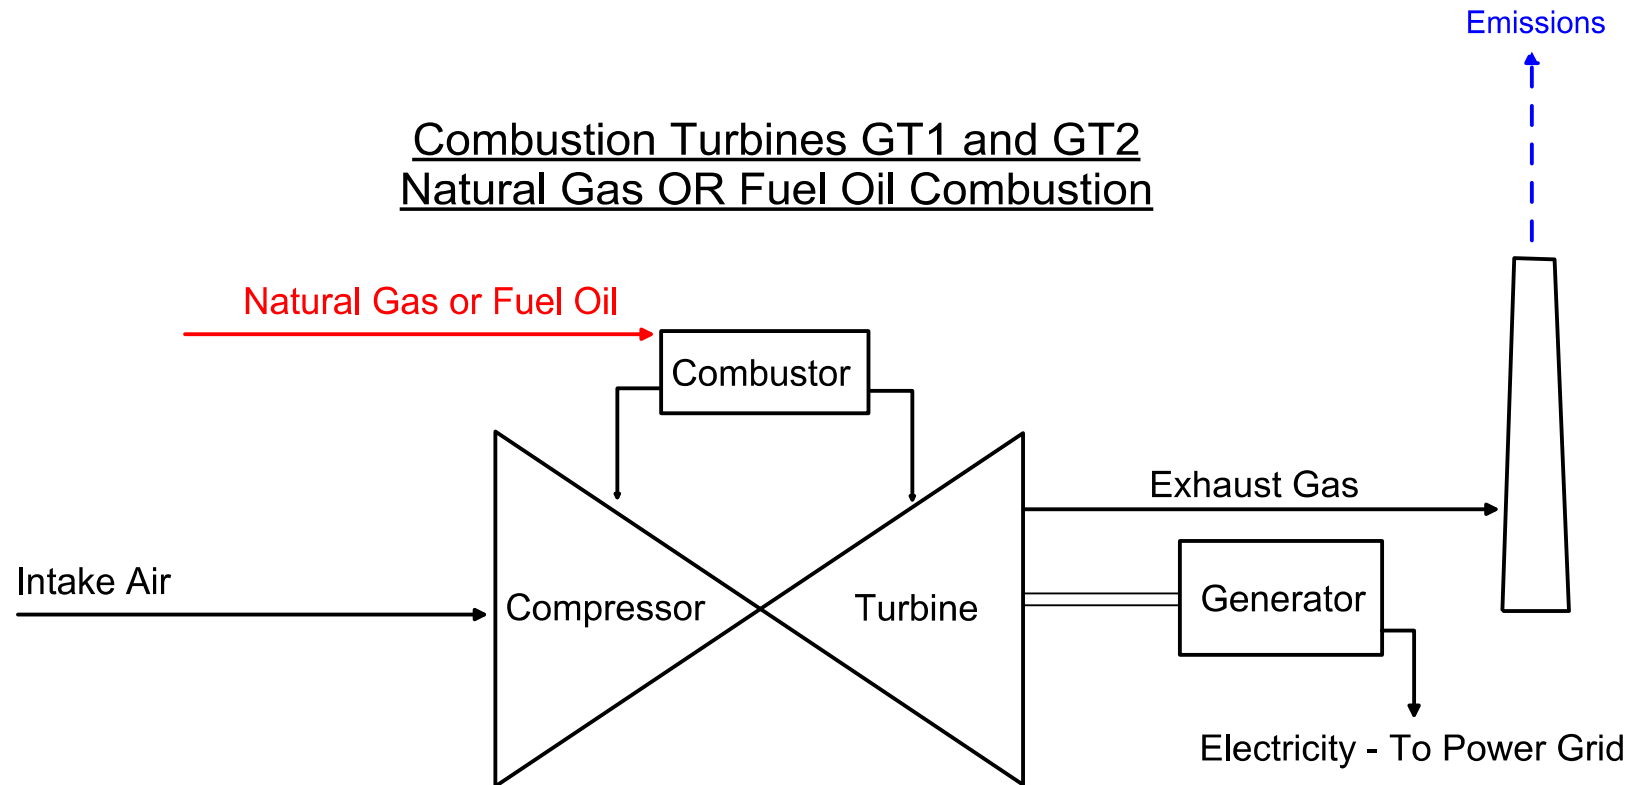 Emissions
Combustion Turbines GT1 and GT2
Natural Gas OR Fuel Oil Combustion
Natural Gas or Fuel Oil
Combustor
Exhaust Gas
Intake Air
Compressor
Turbine
Generator
Electricity - To Power Grid